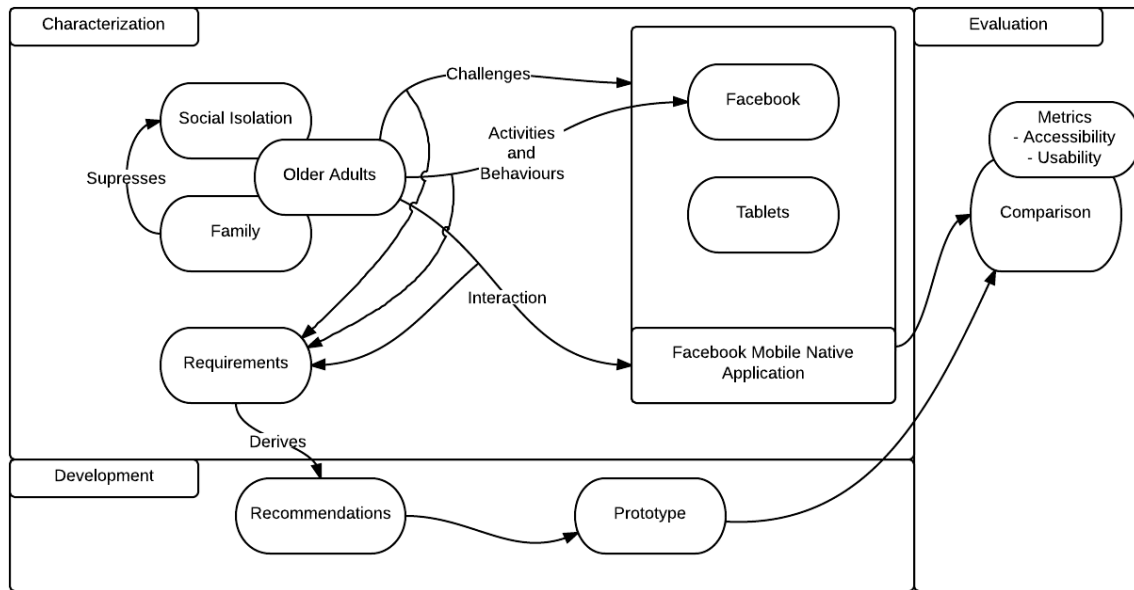 Characterization
Evaluation
Challenges
Facebook
Social Isolation
Metrics
- Accessibility
- Usability
Activities
and
Behaviours
Older Adults
Supresses
Tablets
Comparison
Family
Interaction
Requirements
Facebook Mobile Native
Application
Derives
Development
Recommendations
Prototype